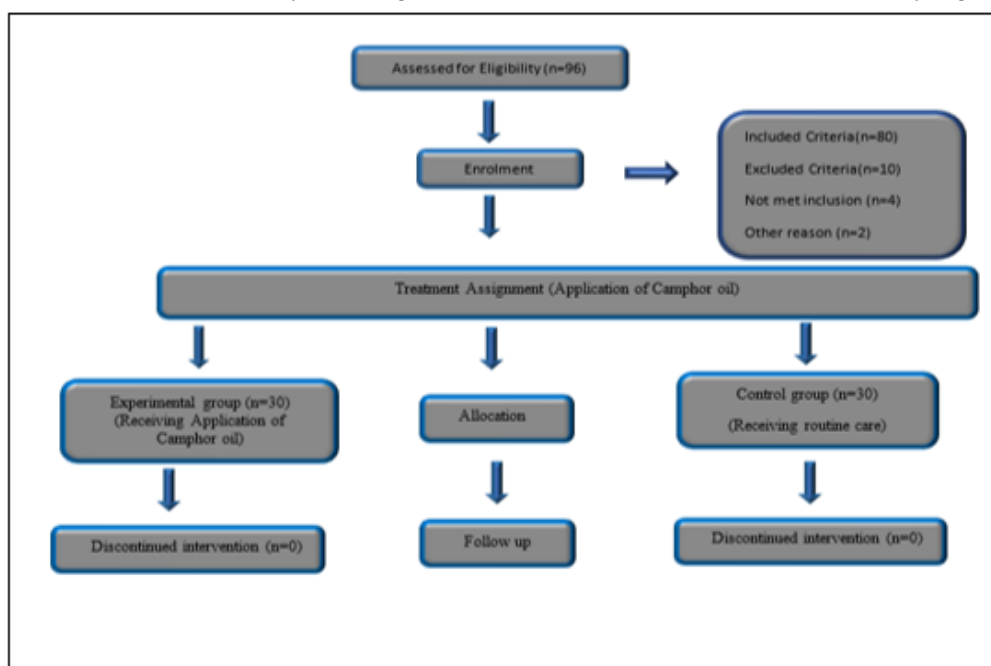 Assessed for Eligibility (n=96)
Enrolment
Included Criteria(n=80)
Excluded Criteria(n=10)
Not met inclusion (n=4)
Other reason (n=2)
Treatment Assignment (Application of Camphor oil)
Experimental group (n=30)
(Receiving Application of
Camphor oil)
Allocation
Control group (n=30)
(Receiving routine care)
Discontinued intervention (n=0)
Follow up
Discontinued intervention (n=0)